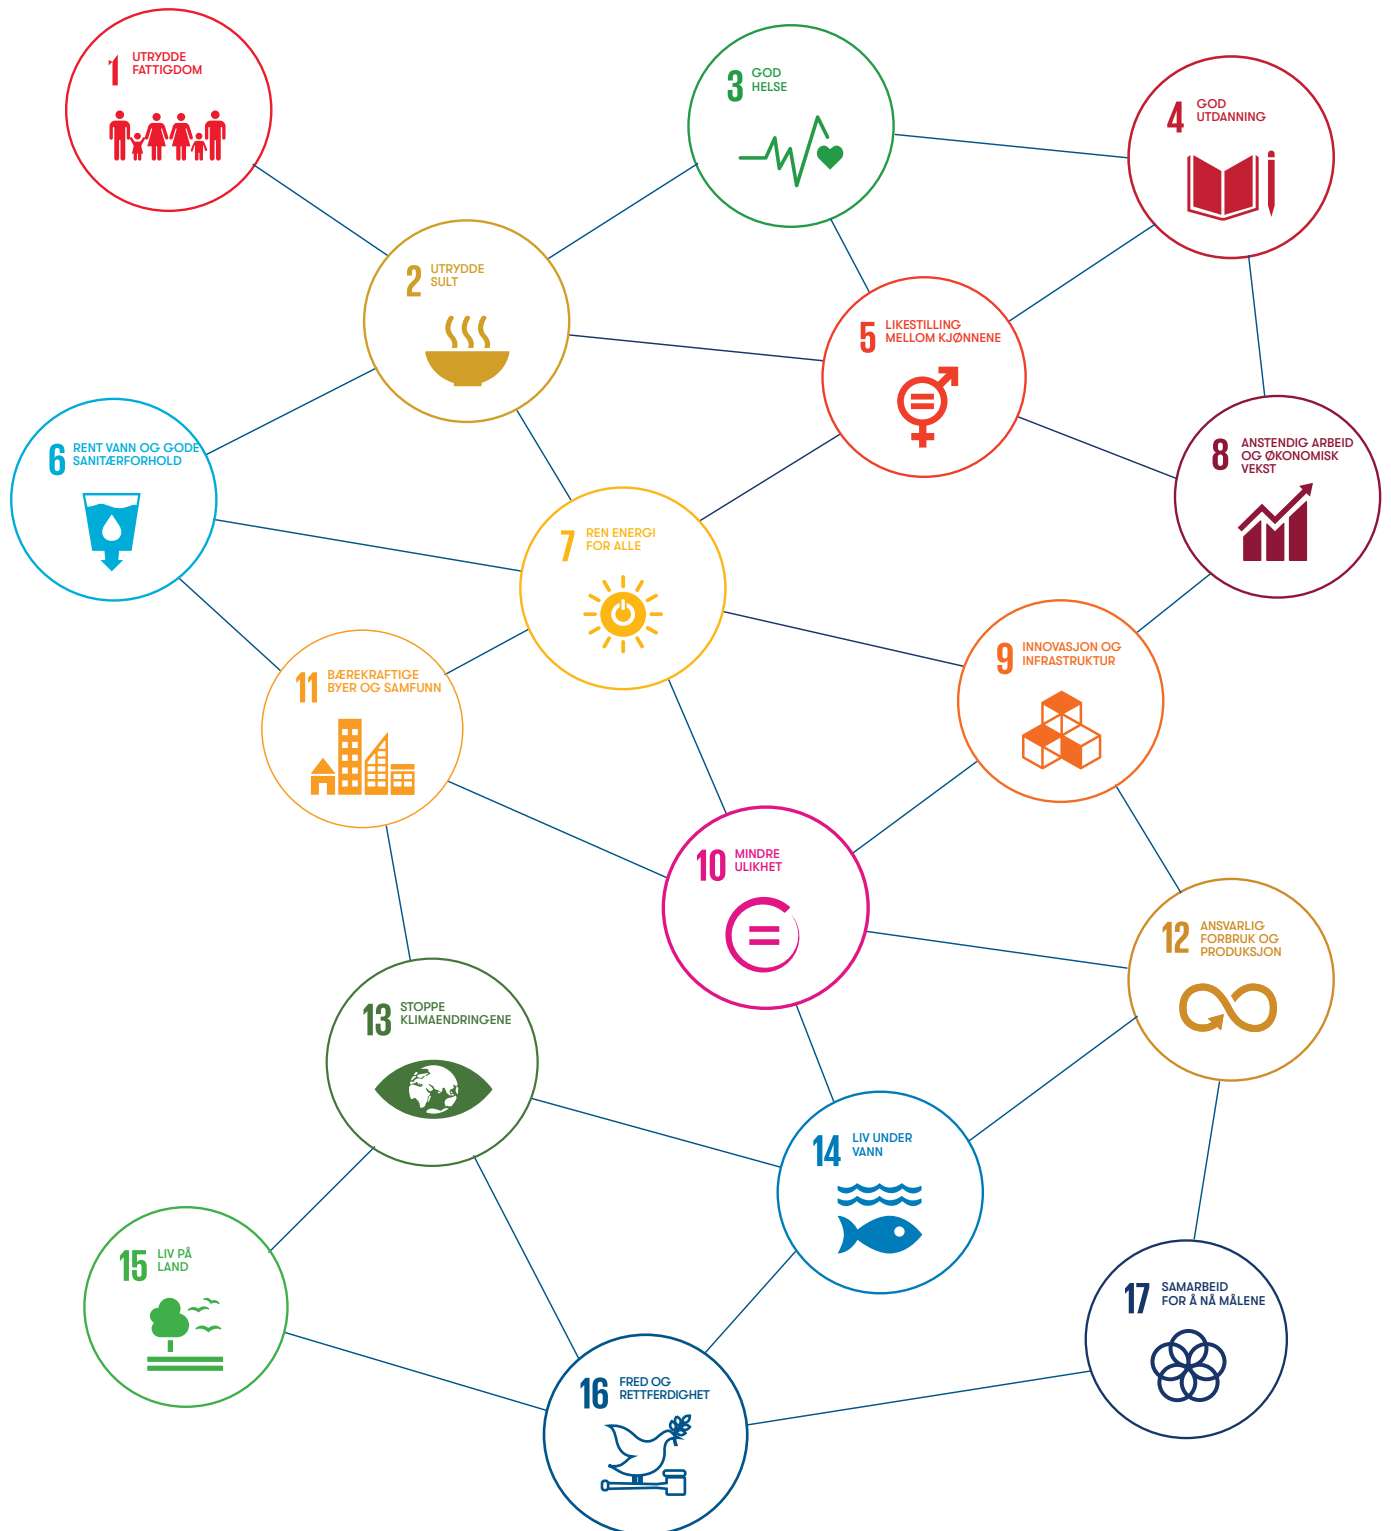 1 UTRYDDE
FATTIGDOM
3 GOD
HELSE
4 GOD
UTDANNING
2 UTRYDDE
SULT
5 LIKESTILLING
MELLOM KJØNNENE
6 RENT VANN OG GODE
SANITÆRFORHOLD
8 ANSTENDIG ARBEID
OG ØKONOMISK
VEKST
7 REN ENERGI
FOR ALLE
9 INNOVASJON OG
INFRASTRUKTUR
11 BÆREKRAFTIGE
BYER OG SAMFUNN
10 MINDRE
ULIKHET
12 ANSVARLIG
FORBRUK OG
PRODUKSJON
13 STOPPE
KLIMAENDRINGENE
14 LIV UNDER
VANN
15 LIV PÅ
LAND
17 SAMARBEID
FOR Å NÅ MÅLENE
16 FRED OG
RETTFERDIGHET